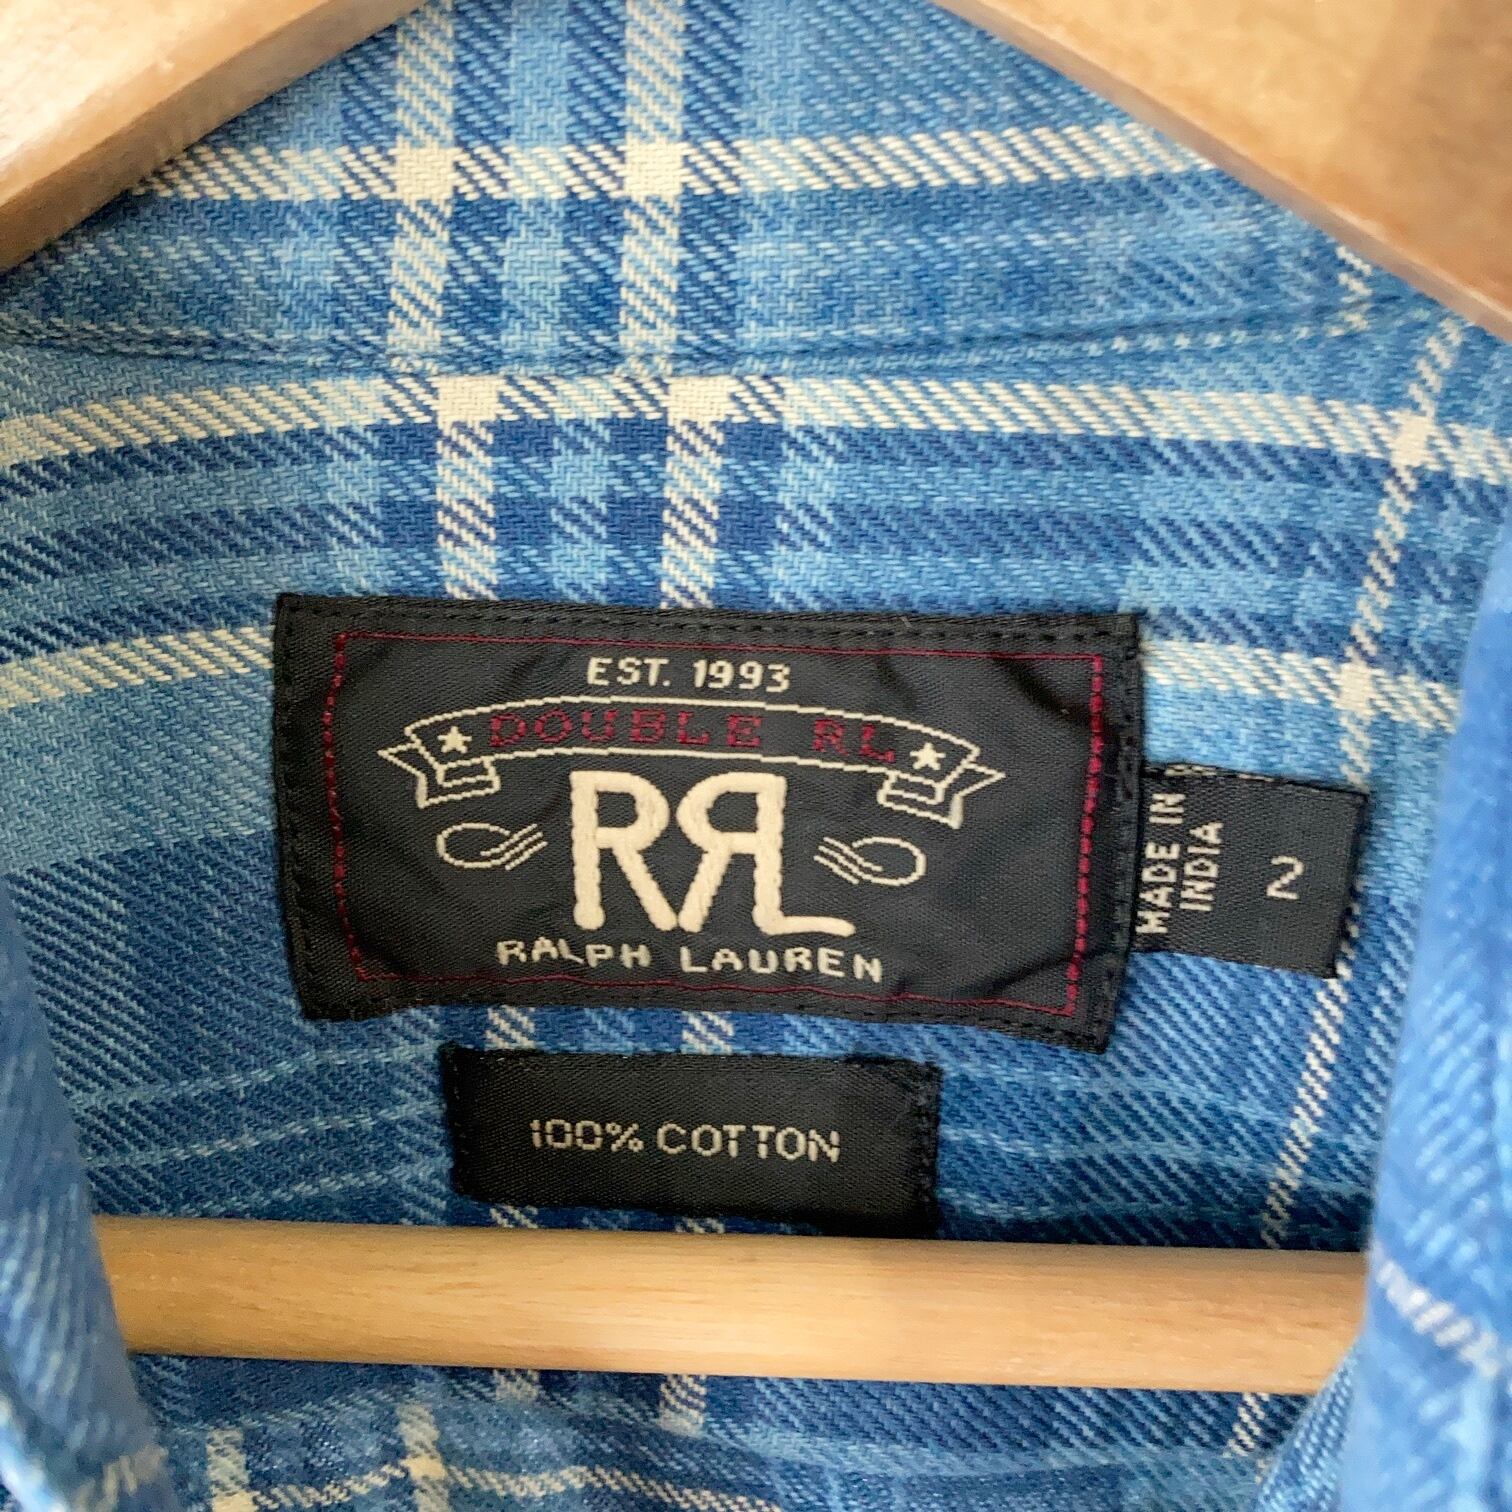 EST. 1993
DOUBLE RL
RRL
RALPH LAUREN
MADE IN
INDIA
2
100% COTTON